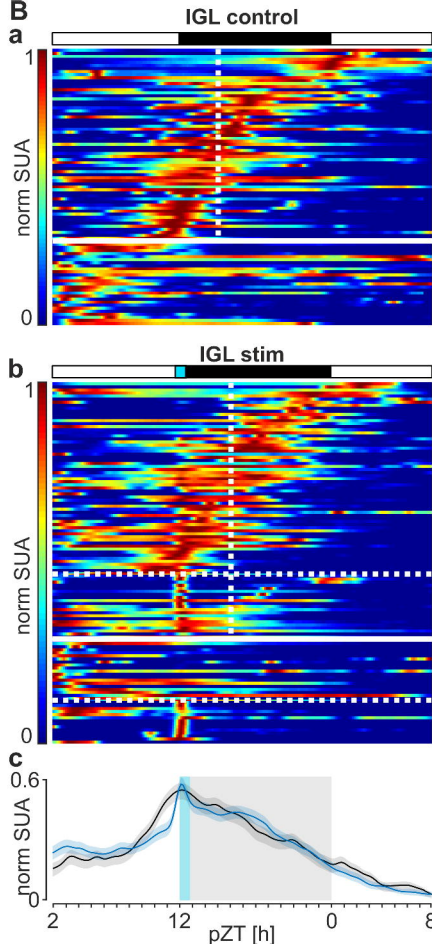 B
IGL control
a
1
norm SUA
0
IGL stim
b
1
norm SUA
0
c
0.6
norm SUA
0
2 12 0 8
pZT [h]